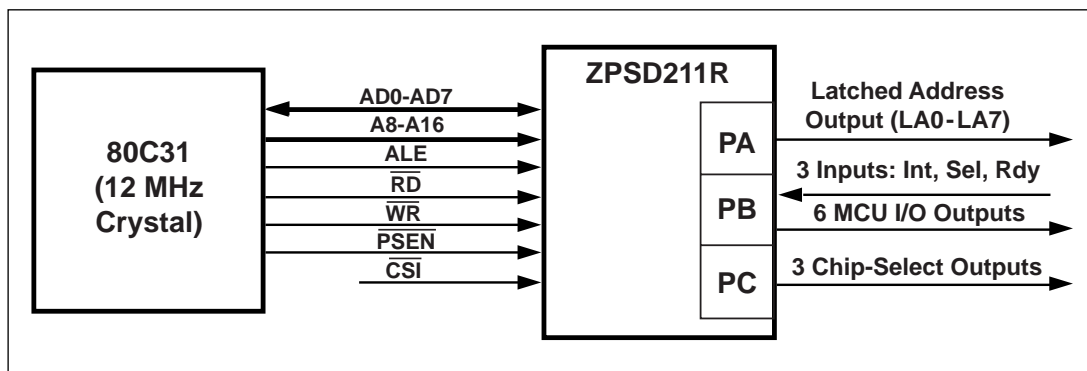 80C31
(12 MHz
Crystal)
AD0-AD7
A8-A16
ALE
RD
WR
PSEN
CSI
ZPSD211R
PA
PB
PC
Latched Address
Output (LA0-LA7)
3 Inputs: Int, Sel, Rdy
6 MCU I/O Outputs
3 Chip-Select Outputs